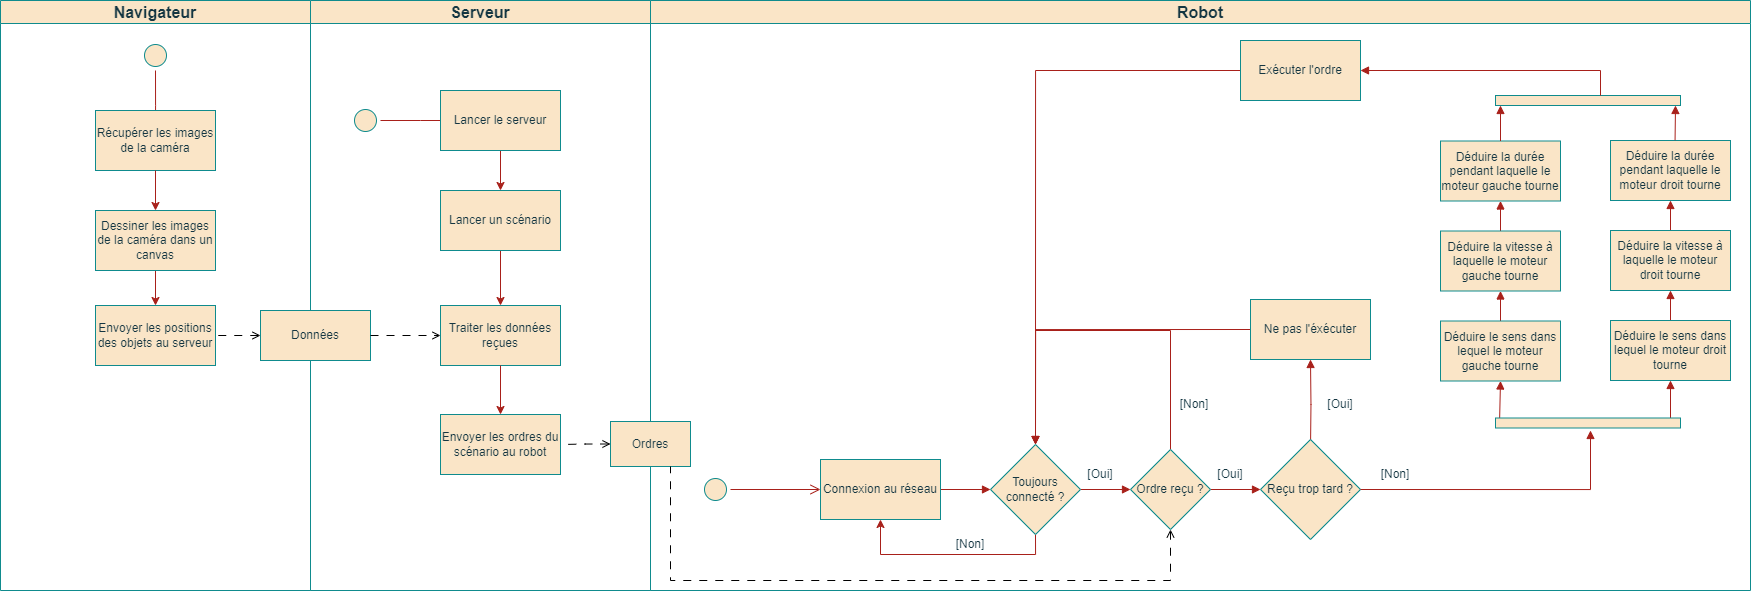 Navigateur
Serveur
Robot
Récupérer les images
de la caméra
Dessiner les images
de la caméra dans un
canvas
Envoyer les positions
des objets au serveur
Données
Lancer le serveur
Lancer un scénario
Traiter les données
reçues
Envoyer les ordres du
scénario au robot
Ordres
Connexion au réseau
Toujours
connecté ?
[Non]
[Oui]
Ordre reçu ?
[Non]
[Oui]
Reçu trop tard ?
[Oui]
[Non]
Ne pas l'éxécuter
Exécuter l'ordre
Déduire la durée
pendant laquelle le
moteur gauche tourne
Déduire la durée
pendant laquelle le
moteur droit tourne
Déduire la vitesse à
laquelle le moteur
gauche tourne
Déduire la vitesse à
laquelle le moteur
droit tourne
Déduire le sens dans
lequel le moteur
gauche tourne
Déduire le sens dans
lequel le moteur droit
tourne